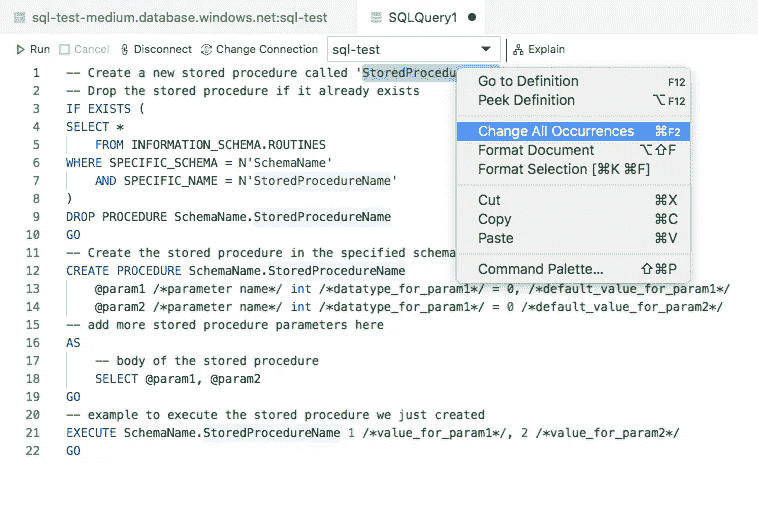 sql-test-medium.database.windows.net:sql-test
SQLQuery1
Run Cancel Disconnect Change Connection sql-test Explain
1 -- Create a new stored procedure called 'StoredProcedu
2 -- Drop the stored procedure if it already exists
3 IF EXISTS (
4 SELECT *
5 FROM INFORMATION_SCHEMA.ROUTINES
6 WHERE SPECIFIC_SCHEMA = N'SchemaName'
7 AND SPECIFIC_NAME = N'StoredProcedureName'
8 )
9 DROP PROCEDURE SchemaName.StoredProcedureName
10 GO
11 -- Create the stored procedure in the specified schema
12 CREATE PROCEDURE SchemaName.StoredProcedureName
13 @param1 /*parameter name*/ int /*datatype_for_param1*/ = 0, /*default_value_for_param1*/
14 @param2 /*parameter name*/ int /*datatype_for_param1*/ = 0 /*default_value_for_param2*/
15 -- add more stored procedure parameters here
16 AS
17 -- body of the stored procedure
18 SELECT @param1, @param2
19 GO
20 -- example to execute the stored procedure we just created
21 EXECUTE SchemaName.StoredProcedureName 1 /*value_for_param1*/, 2 /*value_for_param2*/
22 GO
Go to Definition F12
Peek Definition ⌥F12
Change All Occurrences ⌘F2
Format Document ⌥⇧F
Format Selection [⌘K ⌘F]
Cut ⌘X
Copy ⌘C
Paste ⌘V
Command Palette... ⇧⌘P